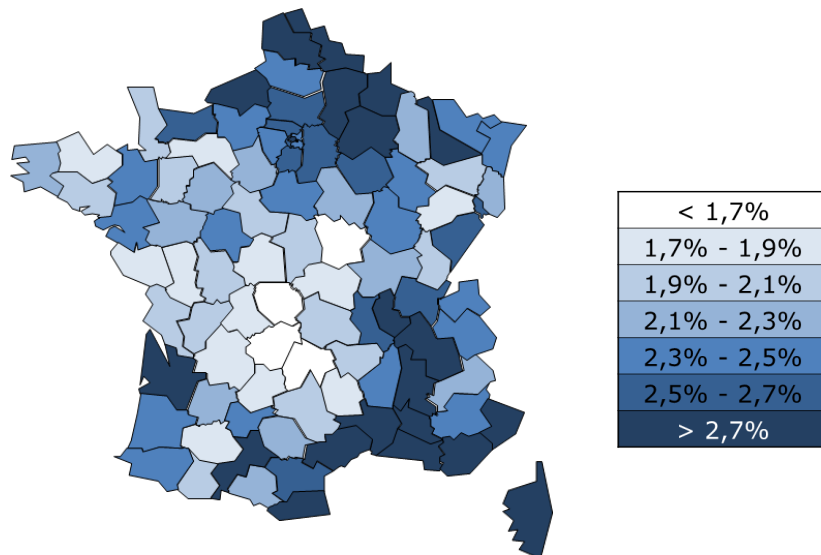 < 1,7%
1,7% - 1,9%
1,9% - 2,1%
2,1% - 2,3%
2,3% - 2,5%
2,5% - 2,7%
> 2,7%